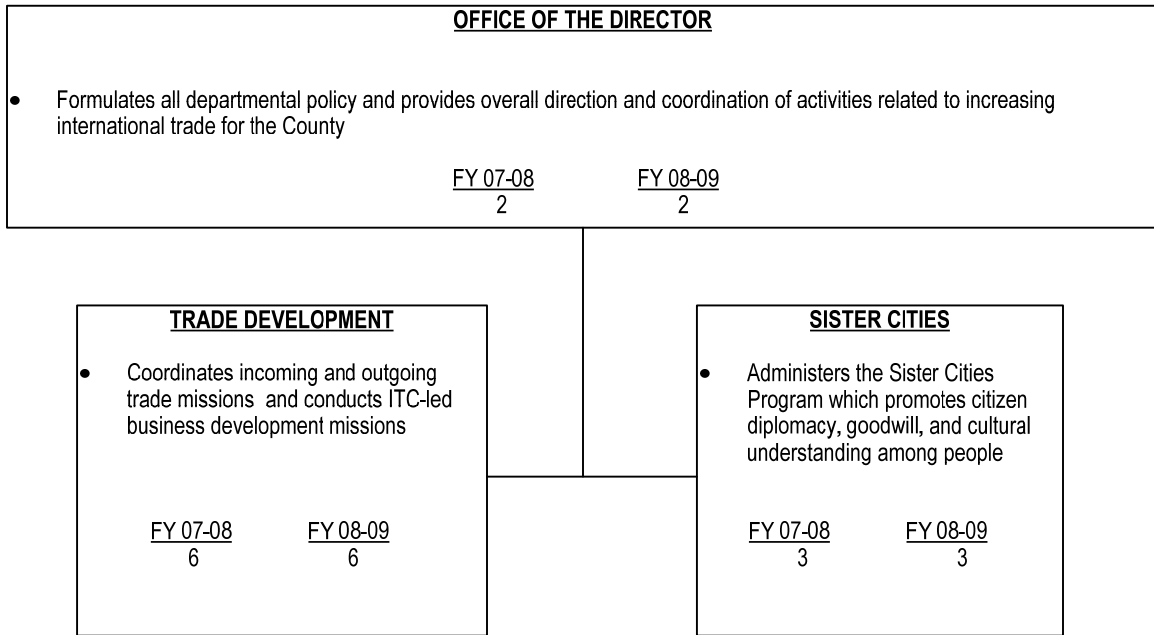 OFFICE OF THE DIRECTOR
• Formulates all departmental policy and provides overall direction and coordination of activities related to increasing
international trade for the County
FY 07-08 FY 08-09
2 2
TRADE DEVELOPMENT
• Coordinates incoming and outgoing
trade missions and conducts ITC-led
business development missions
FY 07-08 FY 08-09
6 6
SISTER CITIES
• Administers the Sister Cities
Program which promotes citizen
diplomacy, goodwill, and cultural
understanding among people
FY 07-08 FY 08-09
3 3